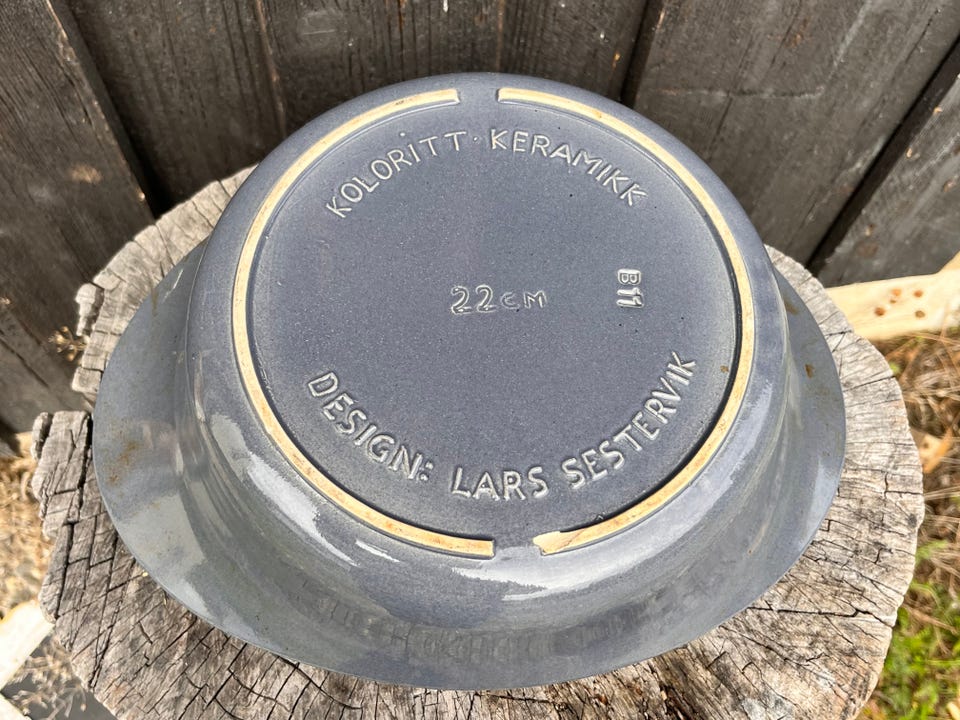 KOLORITT · KERAMIKK
22CM
B11
DESIGN: LARS SESTERVIK